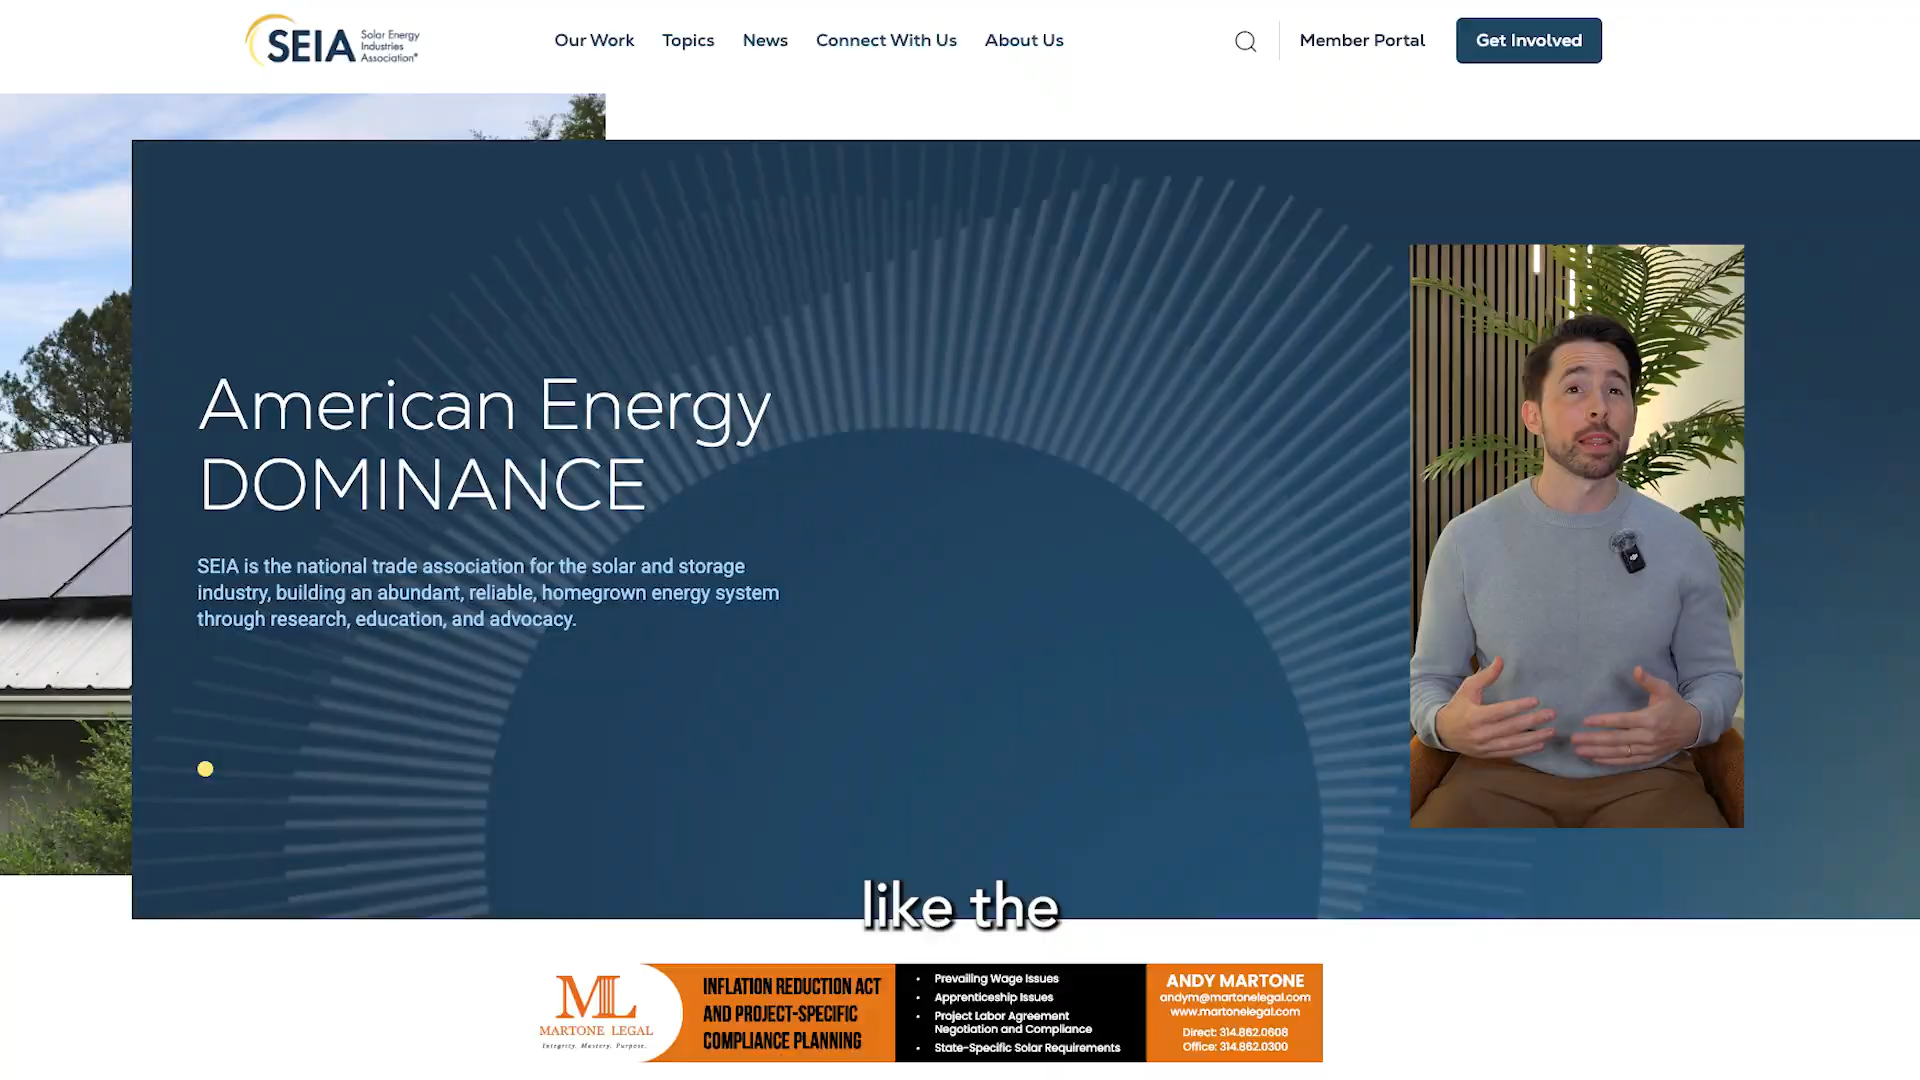 SEIA
Solar Energy
Industries
Association®
Our Work
Topics
News
Connect With Us
About Us
Member Portal
Get Involved
American Energy
DOMINANCE
SEIA is the national trade association for the solar and storage
industry, building an abundant, reliable, homegrown energy system
through research, education, and advocacy.
like the
ML
MARTONE LEGAL
Integrity. Mastery. Purpose.
INFLATION REDUCTION ACT
AND PROJECT-SPECIFIC
COMPLIANCE PLANNING
• Prevailing Wage Issues
• Apprenticeship Issues
• Project Labor Agreement
Negotiation and Compliance
• State-Specific Solar Requirements
ANDY MARTONE
andym@martonelegal.com
www.martonelegal.com
Direct: 314.862.0608
Office: 314.862.0300